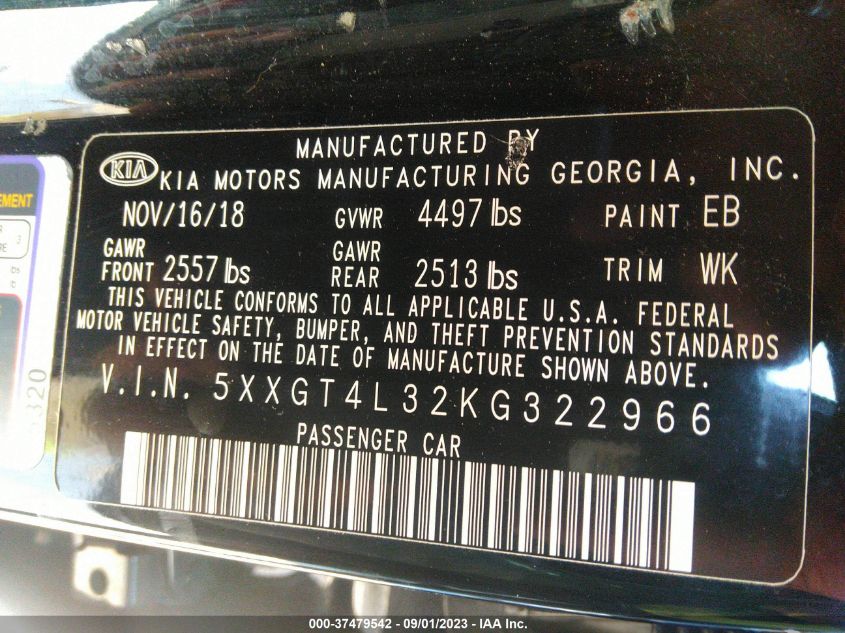 MANUFACTURED BY
KIA KIA MOTORS MANUFACTURING GEORGIA, INC.
NOV/16/18 GVWR 4497 lbs PAINT EB
GAWR FRONT 2557 lbs GAWR REAR 2513 lbs TRIM WK
THIS VEHICLE CONFORMS TO ALL APPLICABLE U.S.A. FEDERAL
MOTOR VEHICLE SAFETY, BUMPER, AND THEFT PREVENTION STANDARDS
IN EFFECT ON THE DATE OF MANUFACTURE SHOWN ABOVE.
V.I.N. 5XXGT4L32KG322966
PASSENGER CAR
000-37479542 - 09/01/2023 - IAA Inc.